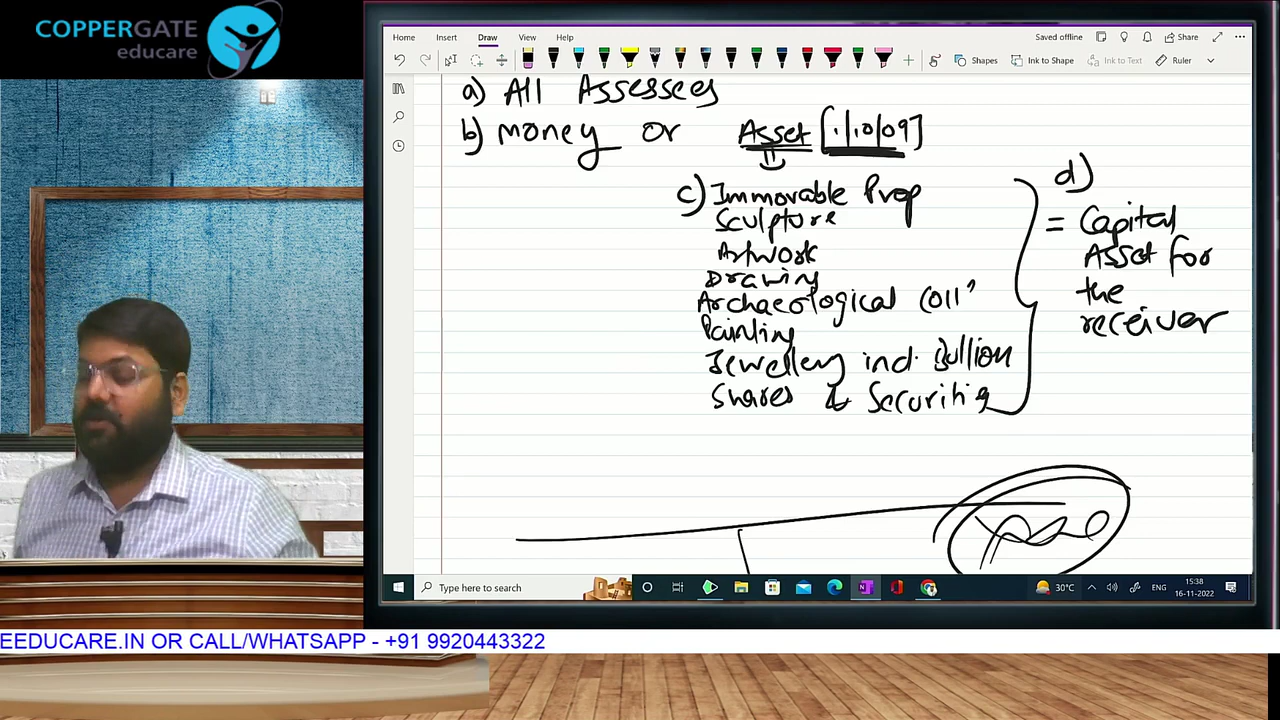 COPPERGATE
educare
Home Insert Draw View Help
Saved offline
Share
Shapes
Ink to Shape
Ink to Text
Ruler
a) All Assessees
b) money or Asset [1/10/09]
c) Immovable Prop
Sculpture
Artwork
Drawing
Archaeological coll'
Painting
Jewellery incl. Bullion
Shares & Securities
d)
= Capital
Asset for
the
receiver
Type here to search
30°C
ENG
15:38
16-11-2022
EEDUCARE.IN OR CALL/WHATSAPP - +91 9920443322